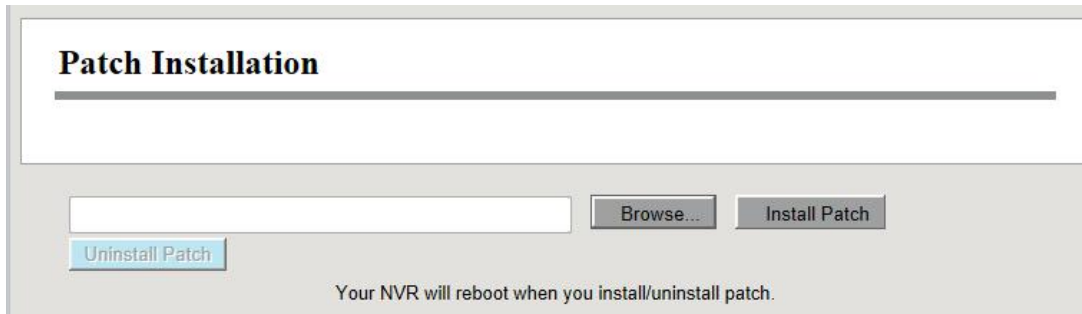 Patch Installation
Browse... Install Patch
Uninstall Patch
Your NVR will reboot when you install/uninstall patch.